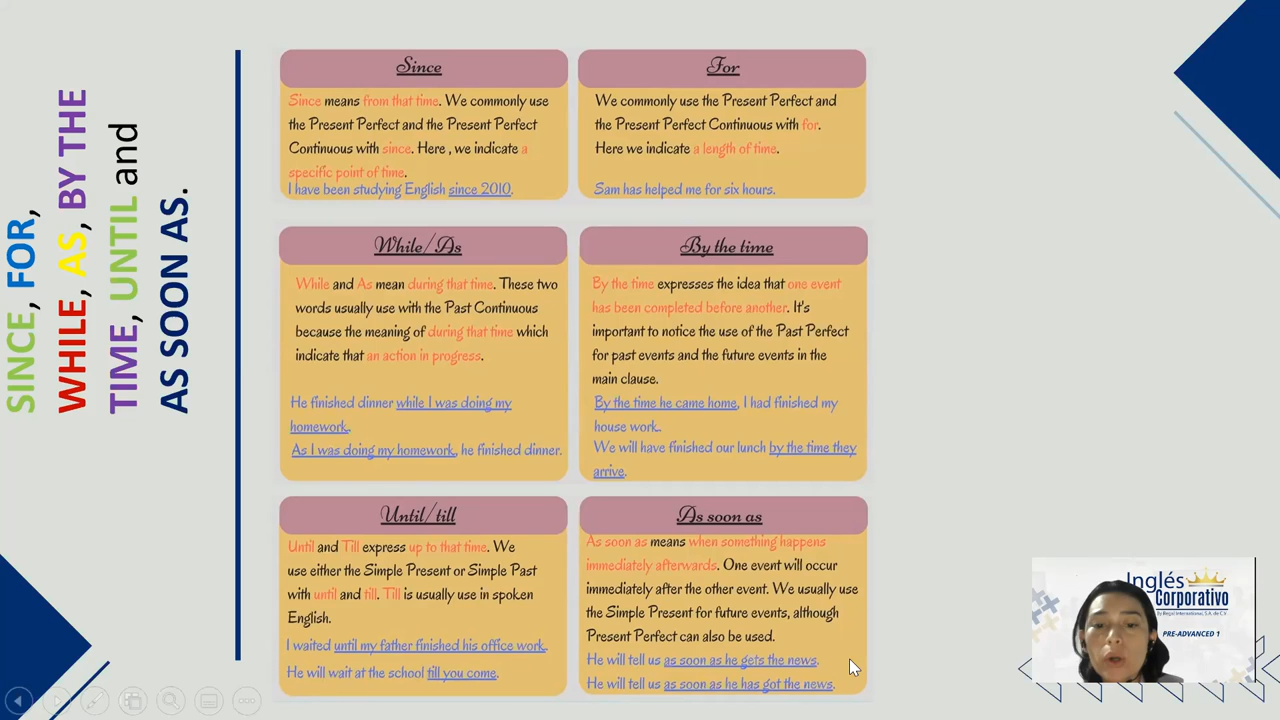 SINCE, FOR,
WHILE, AS, BY THE
TIME, UNTIL and
AS SOON AS.
Since
Since means from that time. We commonly use
the Present Perfect and the Present Perfect
Continuous with since. Here , we indicate a
specific point of time.
I have been studying English since 2010.
For
We commonly use the Present Perfect and
the Present Perfect Continuous with for.
Here we indicate a length of time.
Sam has helped me for six hours.
While/As
While and As mean during that time. These two
words usually use with the Past Continuous
because the meaning of during that time which
indicate that an action in progress.
He finished dinner while I was doing my
homework.
As I was doing my homework, he finished dinner.
By the time
By the time expresses the idea that one event
has been completed before another. It's
important to notice the use of the Past Perfect
for past events and the future events in the
main clause.
By the time he came home, I had finished my
house work.
We will have finished our lunch by the time they
arrive.
Until/till
Until and Till express up to that time. We
use either the Simple Present or Simple Past
with until and till. Till is usually use in spoken
English.
I waited until my father finished his office work.
He will wait at the school till you come.
As soon as
As soon as means when something happens
immediately afterwards. One event will occur
immediately after the other event. We usually use
the Simple Present for future events, although
Present Perfect can also be used.
He will tell us as soon as he gets the news.
He will tell us as soon as he has got the news.
Inglés
Corporativo
By Regal International, S.A. de C.V.
PRE-ADVANCED 1